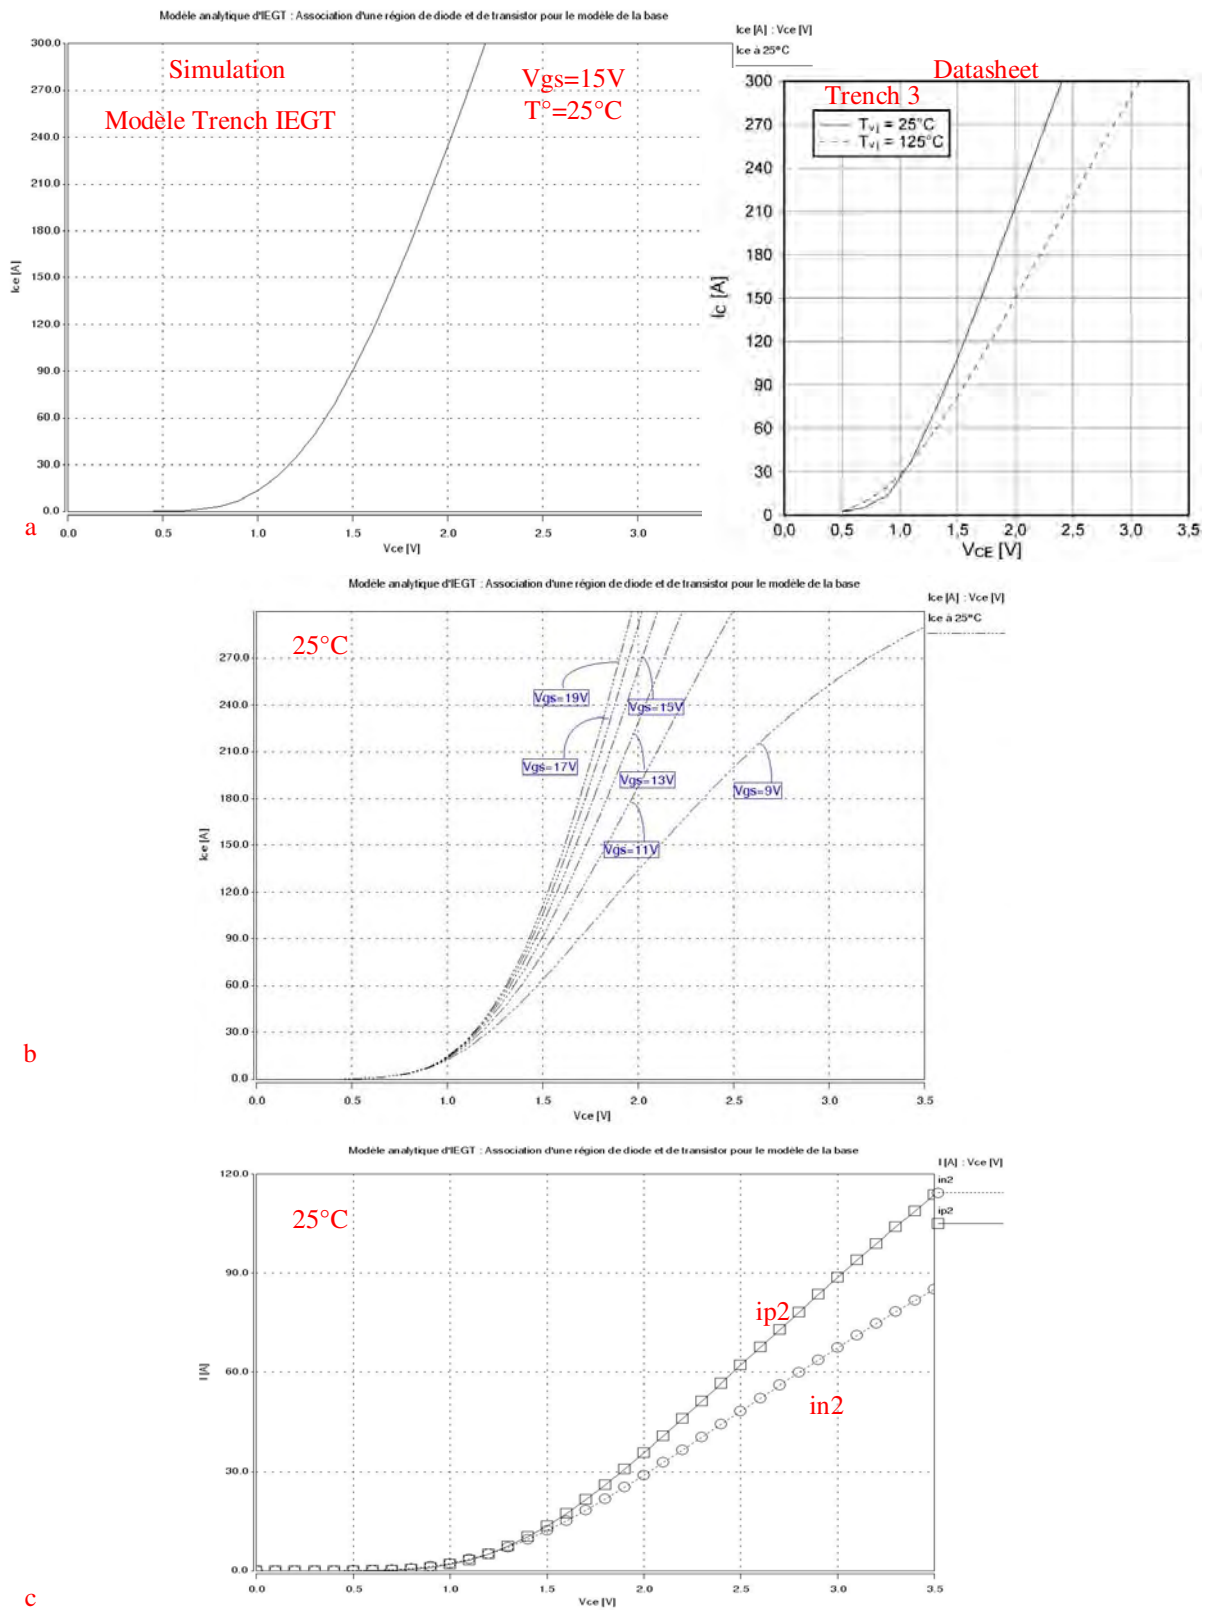 Modèle analytique d'IEGT : Association d'une région de diode et de transistor pour le modèle de la base
Ice [A] : Vce [V]
Ice à 25°C
300.0
270.0
240.0
210.0
180.0
150.0
120.0
90.0
60.0
30.0
0.0
Ice [A]
Simulation
Modèle Trench IEGT
Vgs=15V
T°=25°C
0.0 0.5 1.0 1.5 2.0 2.5 3.0
Vce [V]
a
Datasheet
Trench 3
Tvj = 25°C
Tvj = 125°C
300
270
240
210
180
150
120
90
60
30
0
IC [A]
0,0 0,5 1,0 1,5 2,0 2,5 3,0 3,5
VCE [V]
Modèle analytique d'IEGT : Association d'une région de diode et de transistor pour le modèle de la base
Ice [A] : Vce [V]
Ice à 25°C
25°C
270.0
240.0
210.0
180.0
150.0
120.0
90.0
60.0
30.0
0.0
Ice [A]
Vgs=19V
Vgs=15V
Vgs=17V
Vgs=13V
Vgs=9V
Vgs=11V
0.0 0.5 1.0 1.5 2.0 2.5 3.0 3.5
Vce [V]
b
Modèle analytique d'IEGT : Association d'une région de diode et de transistor pour le modèle de la base
I [A] : Vce [V]
in2
ip2
25°C
120.0
90.0
60.0
30.0
0.0
I [A]
ip2
in2
0.0 0.5 1.0 1.5 2.0 2.5 3.0 3.5
Vce [V]
c